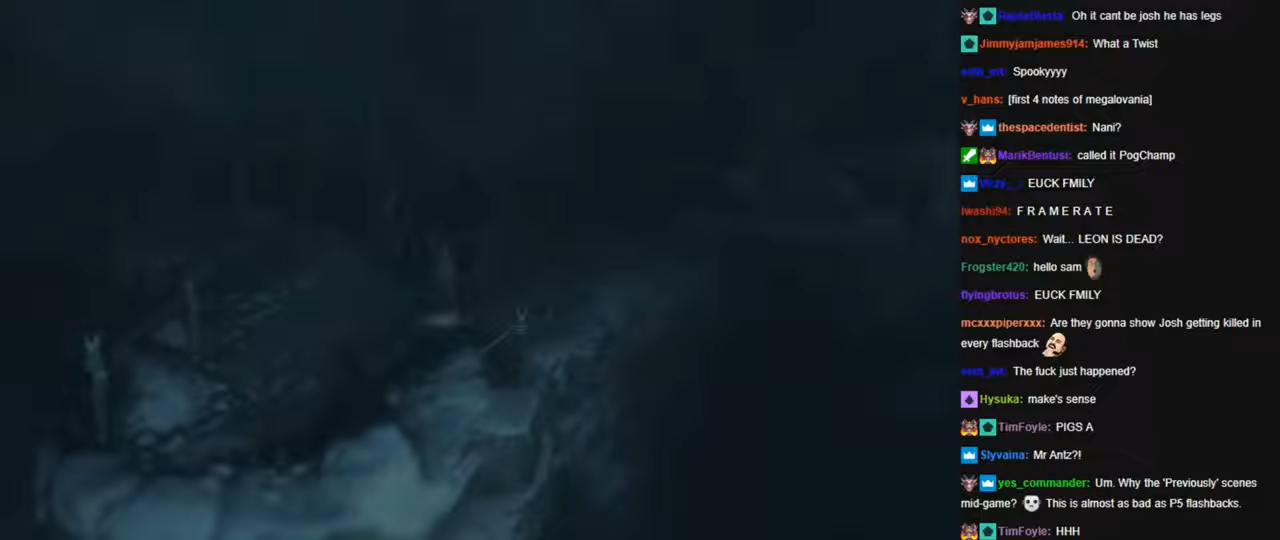 Oh it cant be josh he has legs
Jimmyjamjames914: What a Twist
Spookyyyy
v_hans: [first 4 notes of megalovania]
thespacedentist: Nani?
MarikBentusi: called it PogChamp
EUCK FMILY
iwashi94: F R A M E R A T E
nox_nyctores: Wait... LEON IS DEAD?
Frogster420: hello sam
flyingbrotus: EUCK FMILY
mcxxxpiperxxx: Are they gonna show Josh getting killed in
every flashback
The fuck just happened?
Hysuka: make's sense
TimFoyle: PIGS A
Slyvaina: Mr Antz?!
yes_commander: Um. Why the 'Previously' scenes
mid-game? This is almost as bad as P5 flashbacks.
TimFoyle: HHH